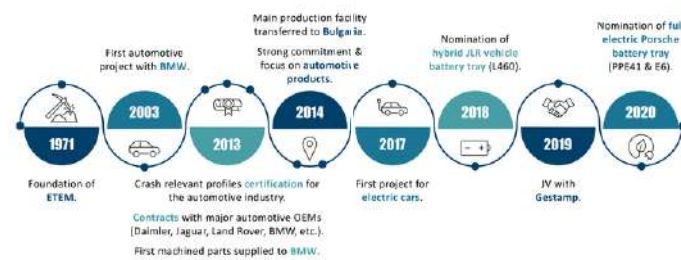 Main production facility
transferred to Bulgaria.
Strong commitment &
focus on automotive
products.
First automotive
project with BMW.
Nomination of
hybrid JLR vehicle
battery tray (L460).
Nomination of full
electric Porsche
battery tray
(PPE41 & E6).
1971
2003
2013
2014
2017
2018
2019
2020
Foundation of
ETEM.
Crash relevant profiles certification for
the automotive industry.
Contracts with major automotive OEMs
(Daimler, Jaguar, Land Rover, BMW, etc.).
First machined parts supplied to BMW.
First project for
electric cars.
JV with
Gestamp.